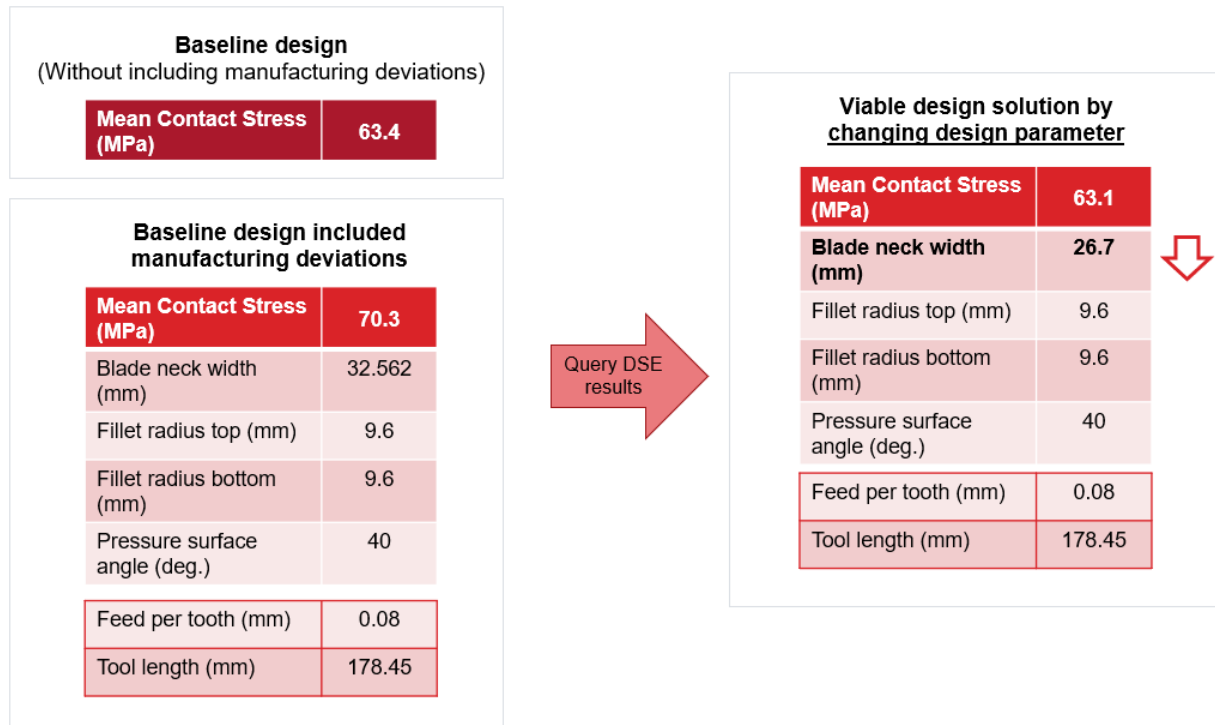 Baseline design
(Without including manufacturing deviations)
Mean Contact Stress
(MPa)
63.4
Baseline design included
manufacturing deviations
Mean Contact Stress
(MPa)
70.3
Blade neck width
(mm)
32.562
Fillet radius top (mm)
9.6
Fillet radius bottom
(mm)
9.6
Pressure surface
angle (deg.)
40
Feed per tooth (mm)
0.08
Tool length (mm)
178.45
Query DSE
results
Viable design solution by
changing design parameter
Mean Contact Stress
(MPa)
63.1
Blade neck width
(mm)
26.7
Fillet radius top (mm)
9.6
Fillet radius bottom
(mm)
9.6
Pressure surface
angle (deg.)
40
Feed per tooth (mm)
0.08
Tool length (mm)
178.45